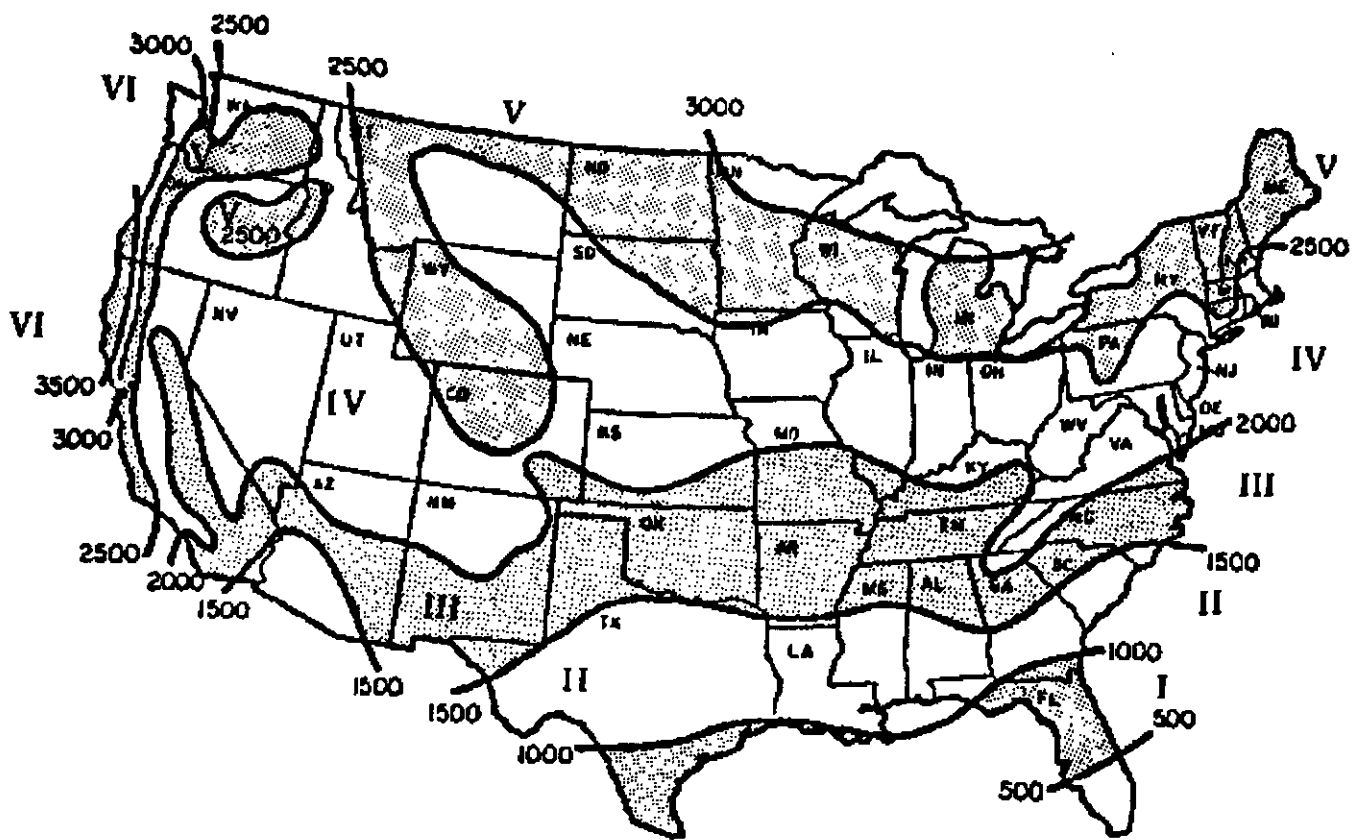 2500
3000
2500
VI
V
3000
WA
V
ND
MN
ME
V
2500
SD
WI
VT
NY
2500
WY
MI
VI
NV
UT
NE
IL
IN
OH
PA
NJ
IV
3500
IV
CO
DE
3000
KS
MO
WV
VA
2000
KY
III
AZ
NM
OK
TN
NC
2500
2000
1500
AR
SC
1500
MS
AL
GA
II
III
TX
LA
1500
1500
II
1000
I
FL
500
1000
500